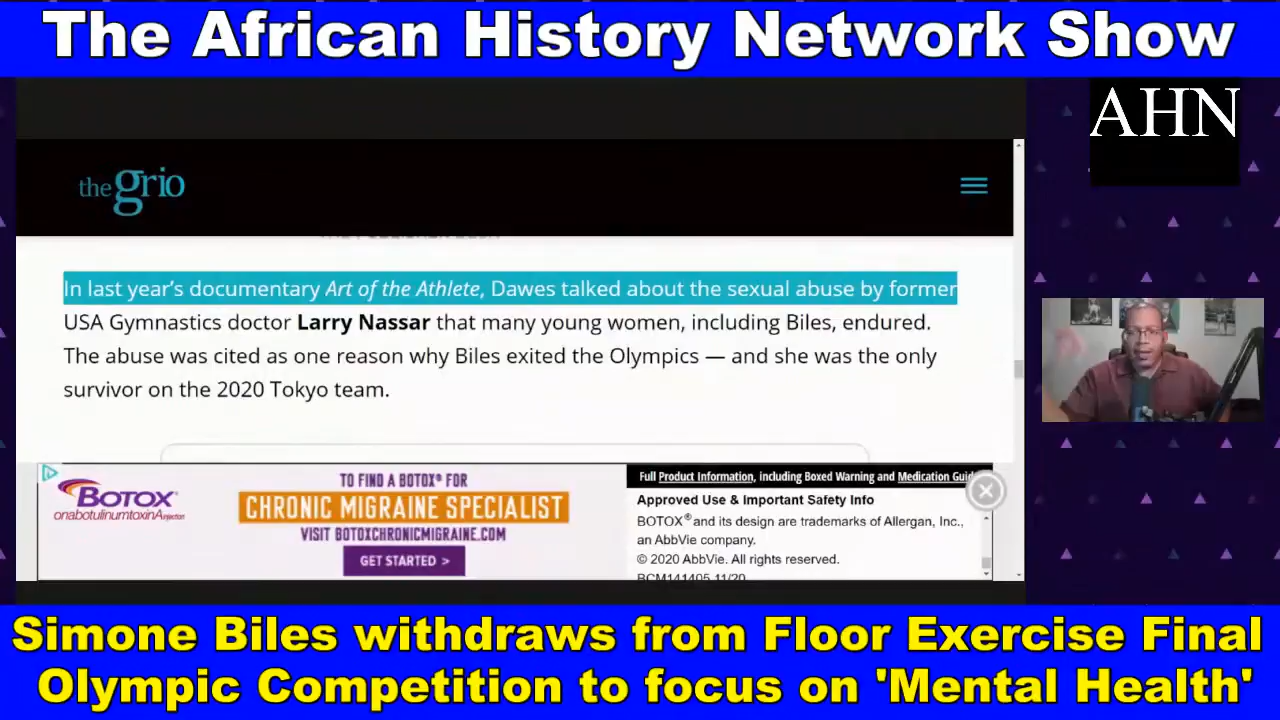 The African History Network Show
AHN
the grio
In last year's documentary Art of the Athlete, Dawes talked about the sexual abuse by former
USA Gymnastics doctor Larry Nassar that many young women, including Biles, endured.
The abuse was cited as one reason why Biles exited the Olympics — and she was the only
survivor on the 2020 Tokyo team.
BOTOX®
onabotulinumtoxinA injection
TO FIND A BOTOX® FOR
CHRONIC MIGRAINE SPECIALIST
VISIT BOTOXCHRONICMIGRAINE.COM
GET STARTED >
Full Product Information, including Boxed Warning and Medication Guid
Approved Use & Important Safety Info
BOTOX® and its design are trademarks of Allergan, Inc.,
an AbbVie company.
© 2020 AbbVie. All rights reserved.
BCM141405 11/20
Simone Biles withdraws from Floor Exercise Final
Olympic Competition to focus on 'Mental Health'